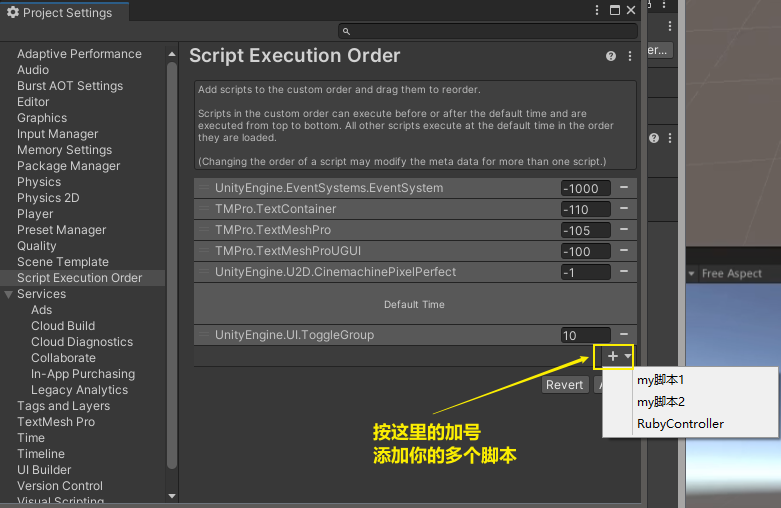 Project Settings
Adaptive Performance
Audio
Burst AOT Settings
Editor
Graphics
Input Manager
Memory Settings
Package Manager
Physics
Physics 2D
Player
Preset Manager
Quality
Scene Template
Script Execution Order
Services
Ads
Cloud Build
Cloud Diagnostics
Collaborate
In-App Purchasing
Legacy Analytics
Tags and Layers
TextMesh Pro
Time
Timeline
UI Builder
Version Control
Visual Scripting
Script Execution Order
Add scripts to the custom order and drag them to reorder.
Scripts in the custom order can execute before or after the default time and are
executed from top to bottom. All other scripts execute at the default time in the order
they are loaded.
(Changing the order of a script may modify the meta data for more than one script.)
UnityEngine.EventSystems.EventSystem -1000
TMPro.TextContainer -110
TMPro.TextMeshPro -105
TMPro.TextMeshProUGUI -100
UnityEngine.U2D.CinemachinePixelPerfect -1
Default Time
UnityEngine.UI.ToggleGroup 10
Revert
my脚本1
my脚本2
RubyController
按这里的加号
添加你的多个脚本
er...
Free Aspect